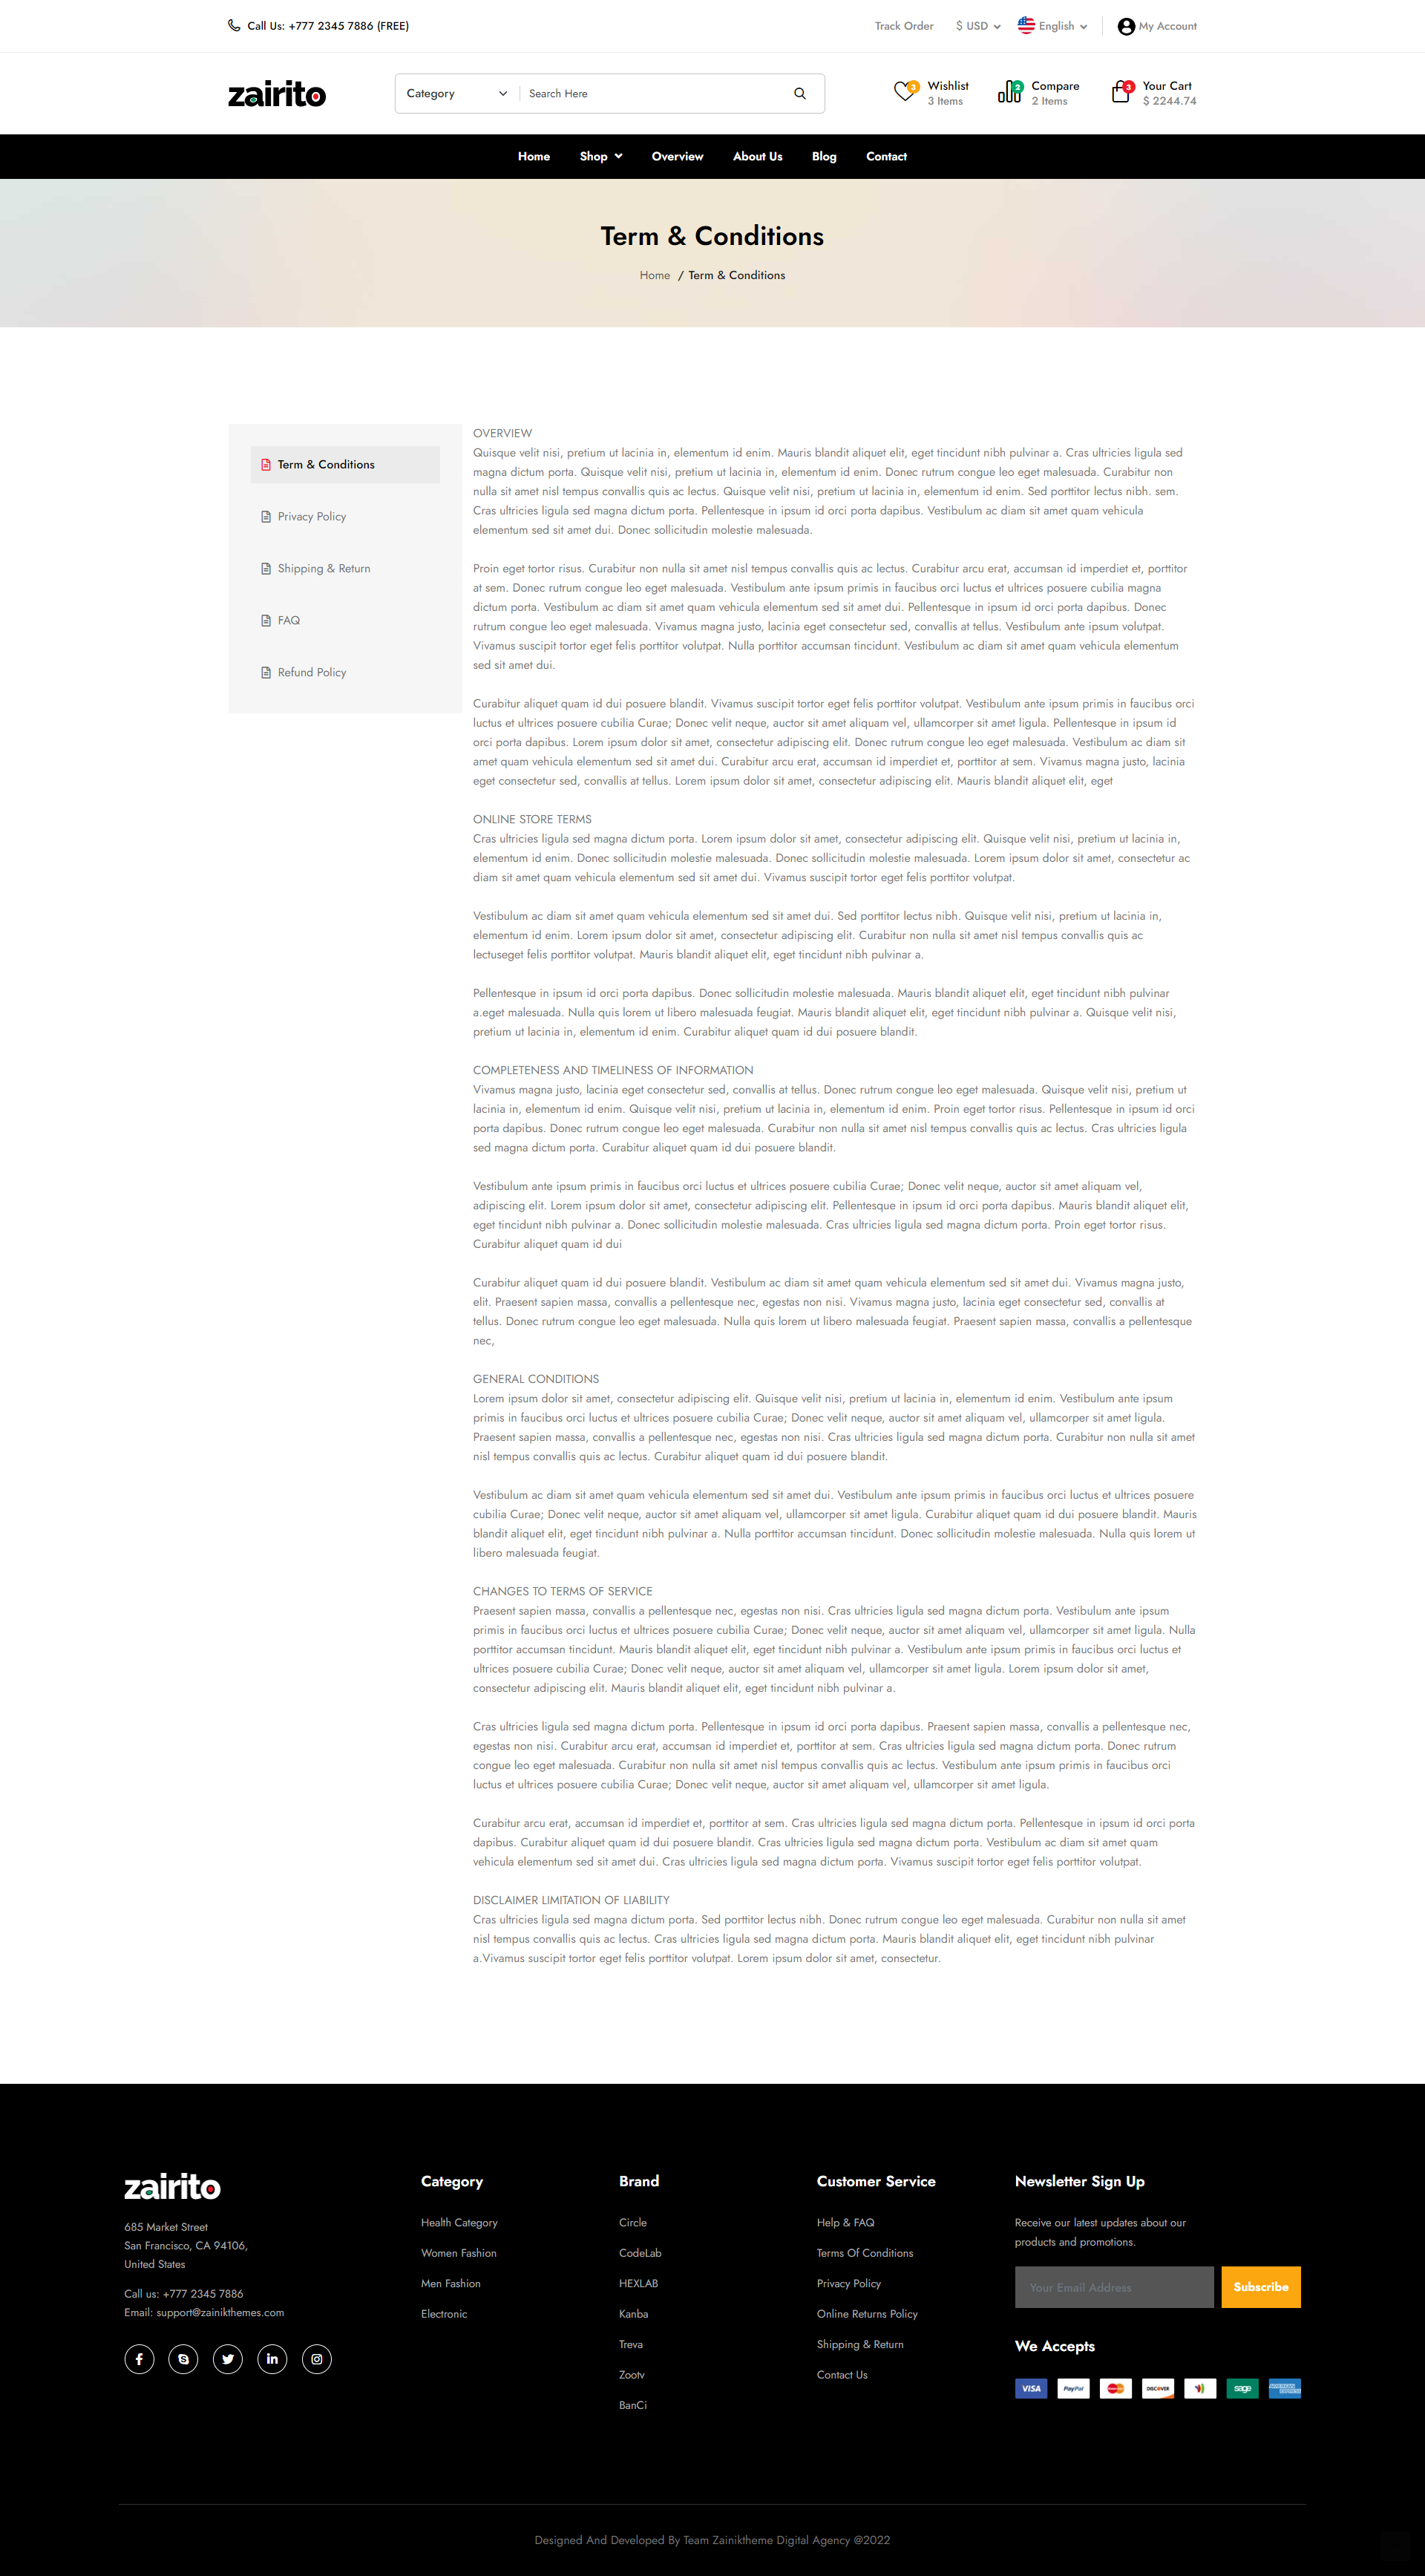 Call Us: +777 2345 7886 (FREE)
Track Order
$ USD
English
My Account
zairito
Category
Search Here
3
Wishlist
3 Items
2
Compare
2 Items
3
Your Cart
$ 2244.74
Home
Shop
Overview
About Us
Blog
Contact
Term & Conditions
Home / Term & Conditions
Term & Conditions
Privacy Policy
Shipping & Return
FAQ
Refund Policy
OVERVIEW
Quisque velit nisi, pretium ut lacinia in, elementum id enim. Mauris blandit aliquet elit, eget tincidunt nibh pulvinar a. Cras ultricies ligula sed
magna dictum porta. Quisque velit nisi, pretium ut lacinia in, elementum id enim. Donec rutrum congue leo eget malesuada. Curabitur non
nulla sit amet nisl tempus convallis quis ac lectus. Quisque velit nisi, pretium ut lacinia in, elementum id enim. Sed porttitor lectus nibh. sem.
Cras ultricies ligula sed magna dictum porta. Pellentesque in ipsum id orci porta dapibus. Vestibulum ac diam sit amet quam vehicula
elementum sed sit amet dui. Donec sollicitudin molestie malesuada.
Proin eget tortor risus. Curabitur non nulla sit amet nisl tempus convallis quis ac lectus. Curabitur arcu erat, accumsan id imperdiet et, porttitor
at sem. Donec rutrum congue leo eget malesuada. Vestibulum ante ipsum primis in faucibus orci luctus et ultrices posuere cubilia magna
dictum porta. Vestibulum ac diam sit amet quam vehicula elementum sed sit amet dui. Pellentesque in ipsum id orci porta dapibus. Donec
rutrum congue leo eget malesuada. Vivamus magna justo, lacinia eget consectetur sed, convallis at tellus. Vestibulum ante ipsum volutpat.
Vivamus suscipit tortor eget felis porttitor volutpat. Nulla porttitor accumsan tincidunt. Vestibulum ac diam sit amet quam vehicula elementum
sed sit amet dui.
Curabitur aliquet quam id dui posuere blandit. Vivamus suscipit tortor eget felis porttitor volutpat. Vestibulum ante ipsum primis in faucibus orci
luctus et ultrices posuere cubilia Curae; Donec velit neque, auctor sit amet aliquam vel, ullamcorper sit amet ligula. Pellentesque in ipsum id
orci porta dapibus. Lorem ipsum dolor sit amet, consectetur adipiscing elit. Donec rutrum congue leo eget malesuada. Vestibulum ac diam sit
amet quam vehicula elementum sed sit amet dui. Curabitur arcu erat, accumsan id imperdiet et, porttitor at sem. Vivamus magna justo, lacinia
eget consectetur sed, convallis at tellus. Lorem ipsum dolor sit amet, consectetur adipiscing elit. Mauris blandit aliquet elit, eget
ONLINE STORE TERMS
Cras ultricies ligula sed magna dictum porta. Lorem ipsum dolor sit amet, consectetur adipiscing elit. Quisque velit nisi, pretium ut lacinia in,
elementum id enim. Donec sollicitudin molestie malesuada. Donec sollicitudin molestie malesuada. Lorem ipsum dolor sit amet, consectetur ac
diam sit amet quam vehicula elementum sed sit amet dui. Vivamus suscipit tortor eget felis porttitor volutpat.
Vestibulum ac diam sit amet quam vehicula elementum sed sit amet dui. Sed porttitor lectus nibh. Quisque velit nisi, pretium ut lacinia in,
elementum id enim. Lorem ipsum dolor sit amet, consectetur adipiscing elit. Curabitur non nulla sit amet nisl tempus convallis quis ac
lectuseget felis porttitor volutpat. Mauris blandit aliquet elit, eget tincidunt nibh pulvinar a.
Pellentesque in ipsum id orci porta dapibus. Donec sollicitudin molestie malesuada. Mauris blandit aliquet elit, eget tincidunt nibh pulvinar
a.eget malesuada. Nulla quis lorem ut libero malesuada feugiat. Mauris blandit aliquet elit, eget tincidunt nibh pulvinar a. Quisque velit nisi,
pretium ut lacinia in, elementum id enim. Curabitur aliquet quam id dui posuere blandit.
COMPLETENESS AND TIMELINESS OF INFORMATION
Vivamus magna justo, lacinia eget consectetur sed, convallis at tellus. Donec rutrum congue leo eget malesuada. Quisque velit nisi, pretium ut
lacinia in, elementum id enim. Quisque velit nisi, pretium ut lacinia in, elementum id enim. Proin eget tortor risus. Pellentesque in ipsum id orci
porta dapibus. Donec rutrum congue leo eget malesuada. Curabitur non nulla sit amet nisl tempus convallis quis ac lectus. Cras ultricies ligula
sed magna dictum porta. Curabitur aliquet quam id dui posuere blandit.
Vestibulum ante ipsum primis in faucibus orci luctus et ultrices posuere cubilia Curae; Donec velit neque, auctor sit amet aliquam vel,
adipiscing elit. Lorem ipsum dolor sit amet, consectetur adipiscing elit. Pellentesque in ipsum id orci porta dapibus. Mauris blandit aliquet elit,
eget tincidunt nibh pulvinar a. Donec sollicitudin molestie malesuada. Cras ultricies ligula sed magna dictum porta. Proin eget tortor risus.
Curabitur aliquet quam id dui
Curabitur aliquet quam id dui posuere blandit. Vestibulum ac diam sit amet quam vehicula elementum sed sit amet dui. Vivamus magna justo,
elit. Praesent sapien massa, convallis a pellentesque nec, egestas non nisi. Vivamus magna justo, lacinia eget consectetur sed, convallis at
tellus. Donec rutrum congue leo eget malesuada. Nulla quis lorem ut libero malesuada feugiat. Praesent sapien massa, convallis a pellentesque
nec,
GENERAL CONDITIONS
Lorem ipsum dolor sit amet, consectetur adipiscing elit. Quisque velit nisi, pretium ut lacinia in, elementum id enim. Vestibulum ante ipsum
primis in faucibus orci luctus et ultrices posuere cubilia Curae; Donec velit neque, auctor sit amet aliquam vel, ullamcorper sit amet ligula.
Praesent sapien massa, convallis a pellentesque nec, egestas non nisi. Cras ultricies ligula sed magna dictum porta. Curabitur non nulla sit amet
nisl tempus convallis quis ac lectus. Curabitur aliquet quam id dui posuere blandit.
Vestibulum ac diam sit amet quam vehicula elementum sed sit amet dui. Vestibulum ante ipsum primis in faucibus orci luctus et ultrices posuere
cubilia Curae; Donec velit neque, auctor sit amet aliquam vel, ullamcorper sit amet ligula. Curabitur aliquet quam id dui posuere blandit. Mauris
blandit aliquet elit, eget tincidunt nibh pulvinar a. Nulla porttitor accumsan tincidunt. Donec sollicitudin molestie malesuada. Nulla quis lorem ut
libero malesuada feugiat.
CHANGES TO TERMS OF SERVICE
Praesent sapien massa, convallis a pellentesque nec, egestas non nisi. Cras ultricies ligula sed magna dictum porta. Vestibulum ante ipsum
primis in faucibus orci luctus et ultrices posuere cubilia Curae; Donec velit neque, auctor sit amet aliquam vel, ullamcorper sit amet ligula. Nulla
porttitor accumsan tincidunt. Mauris blandit aliquet elit, eget tincidunt nibh pulvinar a. Vestibulum ante ipsum primis in faucibus orci luctus et
ultrices posuere cubilia Curae; Donec velit neque, auctor sit amet aliquam vel, ullamcorper sit amet ligula. Lorem ipsum dolor sit amet,
consectetur adipiscing elit. Mauris blandit aliquet elit, eget tincidunt nibh pulvinar a.
Cras ultricies ligula sed magna dictum porta. Pellentesque in ipsum id orci porta dapibus. Praesent sapien massa, convallis a pellentesque nec,
egestas non nisi. Curabitur arcu erat, accumsan id imperdiet et, porttitor at sem. Cras ultricies ligula sed magna dictum porta. Donec rutrum
congue leo eget malesuada. Curabitur non nulla sit amet nisl tempus convallis quis ac lectus. Vestibulum ante ipsum primis in faucibus orci
luctus et ultrices posuere cubilia Curae; Donec velit neque, auctor sit amet aliquam vel, ullamcorper sit amet ligula.
Curabitur arcu erat, accumsan id imperdiet et, porttitor at sem. Cras ultricies ligula sed magna dictum porta. Pellentesque in ipsum id orci porta
dapibus. Curabitur aliquet quam id dui posuere blandit. Cras ultricies ligula sed magna dictum porta. Vestibulum ac diam sit amet quam
vehicula elementum sed sit amet dui. Cras ultricies ligula sed magna dictum porta. Vivamus suscipit tortor eget felis porttitor volutpat.
DISCLAIMER LIMITATION OF LIABILITY
Cras ultricies ligula sed magna dictum porta. Sed porttitor lectus nibh. Donec rutrum congue leo eget malesuada. Curabitur non nulla sit amet
nisl tempus convallis quis ac lectus. Cras ultricies ligula sed magna dictum porta. Mauris blandit aliquet elit, eget tincidunt nibh pulvinar
a.Vivamus suscipit tortor eget felis porttitor volutpat. Lorem ipsum dolor sit amet, consectetur.
zairito
685 Market Street
San Francisco, CA 94106,
United States
Call us: +777 2345 7886
Email: support@zainikthemes.com
Category
Health Category
Women Fashion
Men Fashion
Electronic
Brand
Circle
CodeLab
HEXLAB
Kanba
Treva
Zootv
BanCi
Customer Service
Help & FAQ
Terms Of Conditions
Privacy Policy
Online Returns Policy
Shipping & Return
Contact Us
Newsletter Sign Up
Receive our latest updates about our
products and promotions.
Your Email Address
Subscribe
We Accepts
VISA
PayPal
DISCOVER
sage
AMERICAN EXPRESS
Designed And Developed By Team Zainiktheme Digital Agency @2022